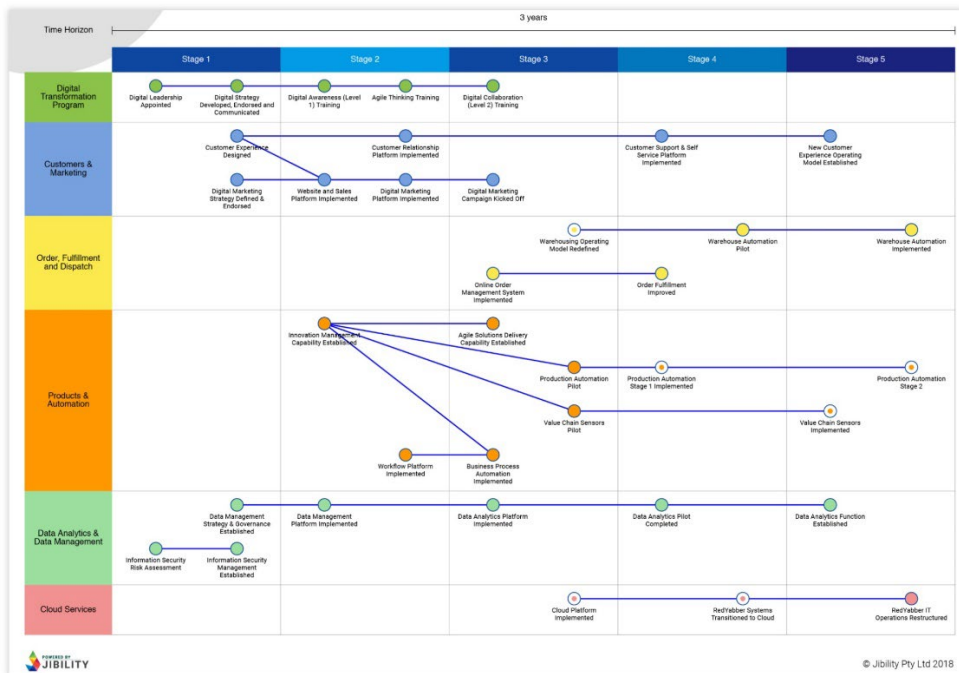 3 years
Time Horizon
Stage 1
Stage 2
Stage 3
Stage 4
Stage 5
Digital
Transformation
Program
Digital Leadership
Appointed
Digital Strategy
Developed, Endorsed and
Communicated
Digital Awareness (Level
1) Training
Agile Thinking Training
Digital Collaboration
(Level 2) Training
Customers &
Marketing
Customer Experience
Designed
Customer Relationship
Platform Implemented
Customer Support & Self
Service Platform
Implemented
New Customer
Experience Operating
Model Established
Digital Marketing
Strategy Defined &
Endorsed
Website and Sales
Platform Implemented
Digital Marketing
Platform Implemented
Digital Marketing
Campaign Kicked Off
Order, Fulfillment
and Dispatch
Warehousing Operating
Model Redefined
Warehouse Automation
Pilot
Warehouse Automation
Implemented
Online Order
Management System
Implemented
Order Fulfillment
Improved
Products &
Automation
Innovation Management
Capability Established
Agile Solutions Delivery
Capability Established
Production Automation
Pilot
Production Automation
Stage 1 Implemented
Production Automation
Stage 2
Value Chain Sensors
Pilot
Value Chain Sensors
Implemented
Workflow Platform
Implemented
Business Process
Automation
Implemented
Data Analytics &
Data Management
Data Management
Strategy & Governance
Established
Data Management
Platform Implemented
Data Analytics Platform
Implemented
Data Analytics Pilot
Completed
Data Analytics Function
Established
Information Security
Risk Assessment
Information Security
Management
Established
Cloud Services
Cloud Platform
Implemented
RedYabber Systems
Transitioned to Cloud
RedYabber IT
Operations Restructured
POWERED BY
JIBILITY
© Jibility Pty Ltd 2018